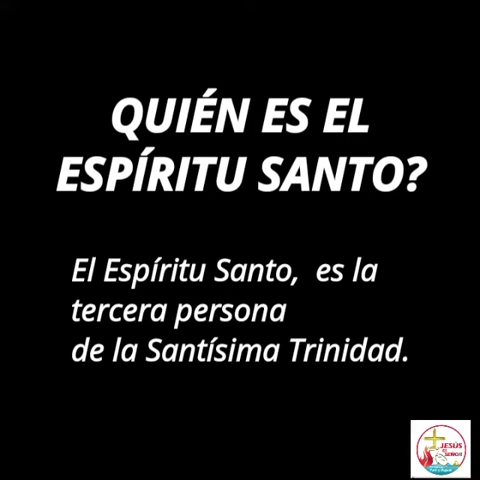 QUIÉN ES EL
ESPÍRITU SANTO?
El Espíritu Santo,  es la
tercera persona
de la Santísima Trinidad.
JESÚS